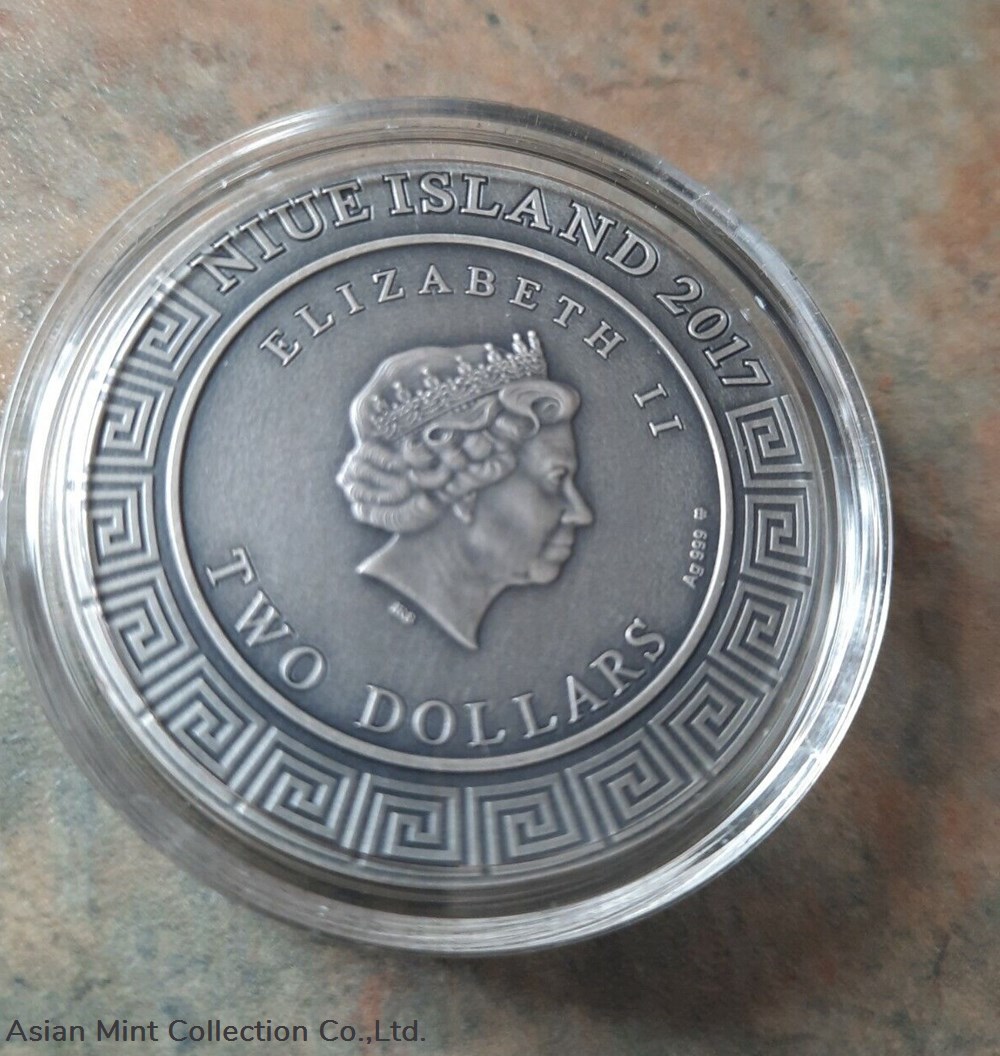 NIUE ISLAND 2017
ELIZABETH II
Ag 999
TWO DOLLARS
Asian Mint Collection Co.,Ltd.